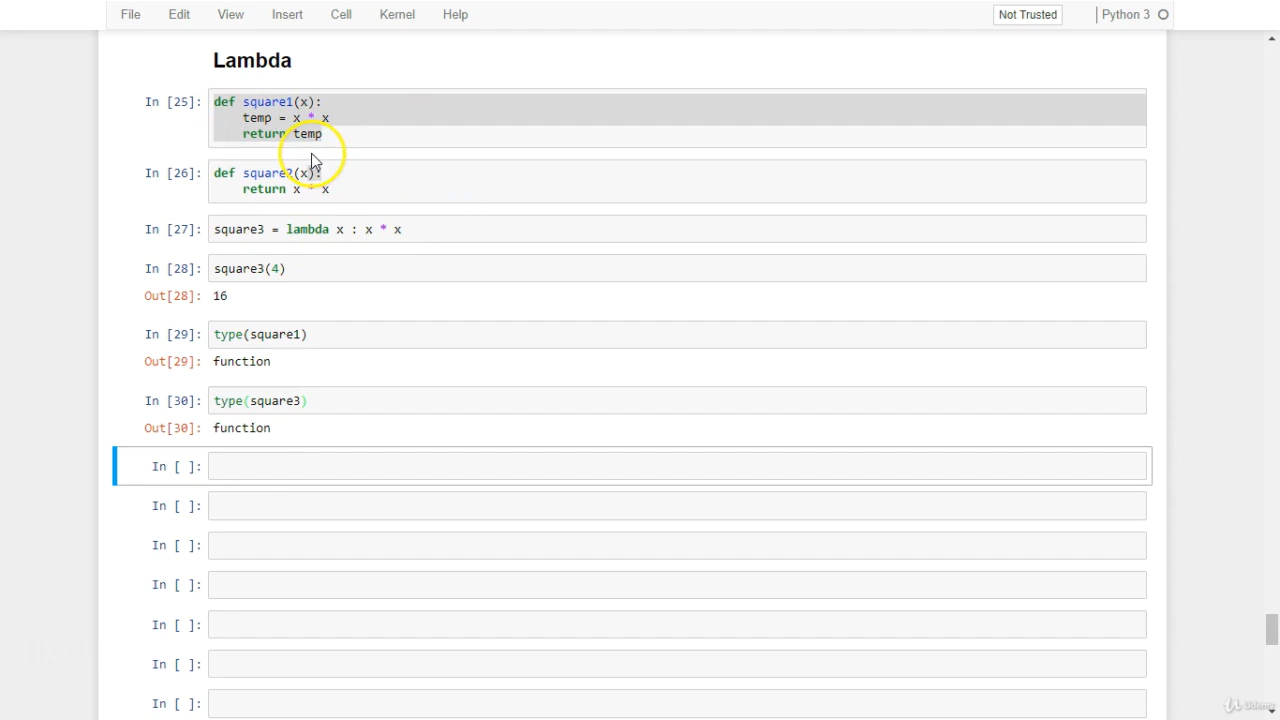 File Edit View Insert Cell Kernel Help Not Trusted Python 3
Lambda
In [25]: def square1(x):
temp = x * x
return temp
In [26]: def square2(x):
return x * x
In [27]: square3 = lambda x : x * x
In [28]: square3(4)
Out[28]: 16
In [29]: type(square1)
Out[29]: function
In [30]: type(square3)
Out[30]: function
In [ ]:
In [ ]:
In [ ]:
In [ ]:
In [ ]:
In [ ]:
In [ ]:
Udemy